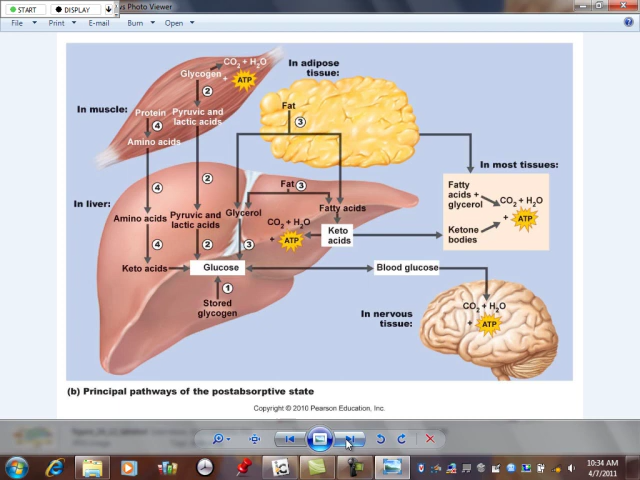 START
DISPLAY
vs Photo Viewer
File
Print
E-mail
Burn
Open
CO2 + H2O
Glycogen
+ ATP
2
In adipose
tissue:
Fat
3
In muscle:
Protein
Pyruvic and
lactic acids
4
Amino acids
In most tissues:
4
2
Fat 3
Fatty
acids +
glycerol
CO2 + H2O
+ ATP
Ketone
bodies
In liver:
Amino acids
Pyruvic and
lactic acids
Glycerol
Fatty acids
CO2 + H2O
+ ATP
Keto
acids
4
2
3
Keto acids
Glucose
Blood glucose
1
Stored
glycogen
In nervous
tissue:
CO2 + H2O
+ ATP
(b) Principal pathways of the postabsorptive state
Copyright © 2010 Pearson Education, Inc.
10:34 AM
4/7/2011